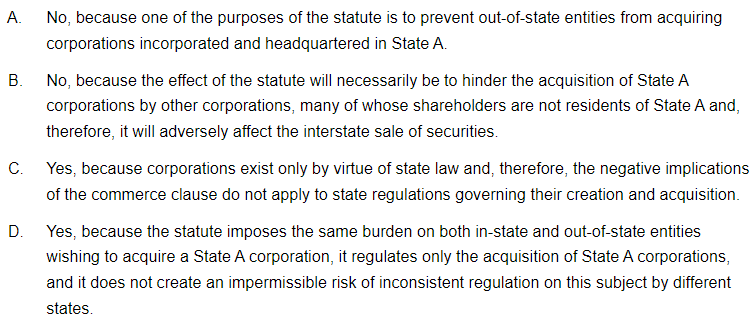 A. No, because one of the purposes of the statute is to prevent out-of-state entities from acquiring
corporations incorporated and headquartered in State A.
B. No, because the effect of the statute will necessarily be to hinder the acquisition of State A
corporations by other corporations, many of whose shareholders are not residents of State A and,
therefore, it will adversely affect the interstate sale of securities.
C. Yes, because corporations exist only by virtue of state law and, therefore, the negative implications
of the commerce clause do not apply to state regulations governing their creation and acquisition.
D. Yes, because the statute imposes the same burden on both in-state and out-of-state entities
wishing to acquire a State A corporation, it regulates only the acquisition of State A corporations,
and it does not create an impermissible risk of inconsistent regulation on this subject by different
states.